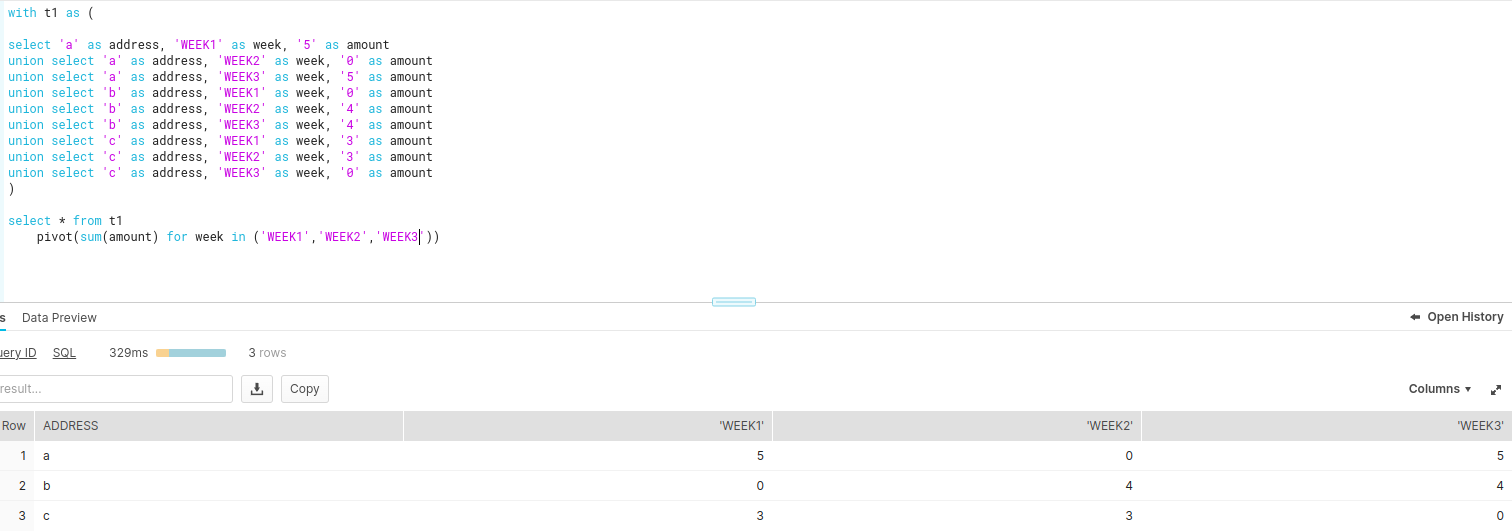 with t1 as (
select 'a' as address, 'WEEK1' as week, '5' as amount
union select 'a' as address, 'WEEK2' as week, '0' as amount
union select 'a' as address, 'WEEK3' as week, '5' as amount
union select 'b' as address, 'WEEK1' as week, '0' as amount
union select 'b' as address, 'WEEK2' as week, '4' as amount
union select 'b' as address, 'WEEK3' as week, '4' as amount
union select 'c' as address, 'WEEK1' as week, '3' as amount
union select 'c' as address, 'WEEK2' as week, '3' as amount
union select 'c' as address, 'WEEK3' as week, '0' as amount
)
select * from t1
pivot(sum(amount) for week in ('WEEK1','WEEK2','WEEK3'))
s Data Preview Open History
uery ID SQL 329ms 3 rows
result... Copy Columns
Row ADDRESS 'WEEK1' 'WEEK2' 'WEEK3'
1 a 5 0 5
2 b 0 4 4
3 c 3 3 0